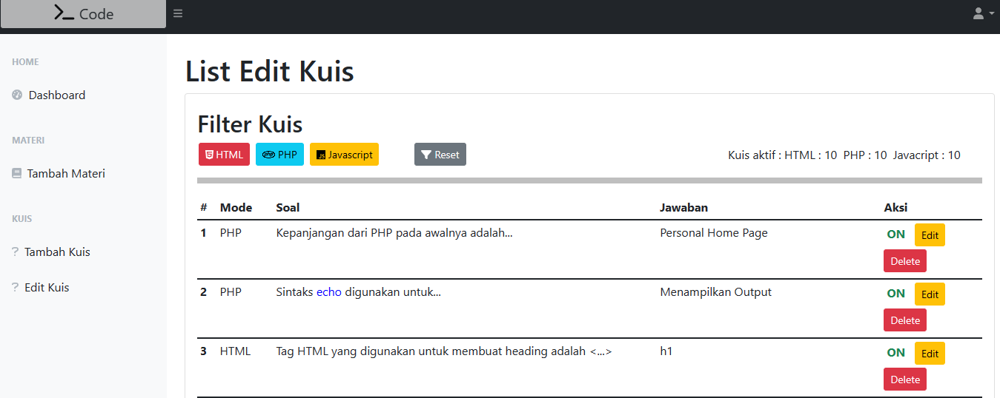 Code
HOME
Dashboard
MATERI
Tambah Materi
KUIS
? Tambah Kuis
? Edit Kuis
List Edit Kuis
Filter Kuis
HTML PHP JS Javascript Reset Kuis aktif : HTML : 10 PHP : 10 Javacript : 10
# Mode Soal Jawaban Aksi
1 PHP Kepanjangan dari PHP pada awalnya adalah... Personal Home Page ON Edit
Delete
2 PHP Sintaks echo digunakan untuk... Menampilkan Output ON Edit
Delete
3 HTML Tag HTML yang digunakan untuk membuat heading adalah <...> h1 ON Edit
Delete